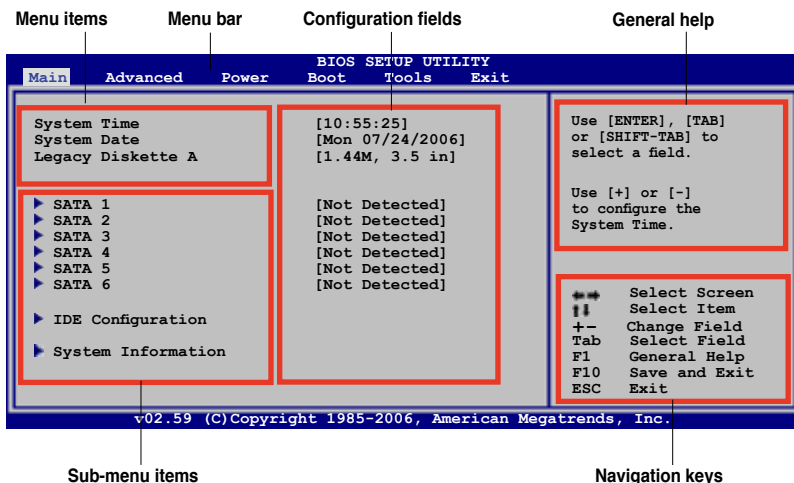 Menu items Menu bar Configuration fields General help
BIOS SETUP UTILITY
Main Advanced Power Boot Tools Exit
System Time [10:55:25]
System Date [Mon 07/24/2006]
Legacy Diskette A [1.44M, 3.5 in]
SATA 1 [Not Detected]
SATA 2 [Not Detected]
SATA 3 [Not Detected]
SATA 4 [Not Detected]
SATA 5 [Not Detected]
SATA 6 [Not Detected]
IDE Configuration
System Information
Use [ENTER], [TAB]
or [SHIFT-TAB] to
select a field.
Use [+] or [-]
to configure the
System Time.
Select Screen
Select Item
+- Change Field
Tab Select Field
F1 General Help
F10 Save and Exit
ESC Exit
v02.59 (C)Copyright 1985-2006, American Megatrends, Inc.
Sub-menu items Navigation keys